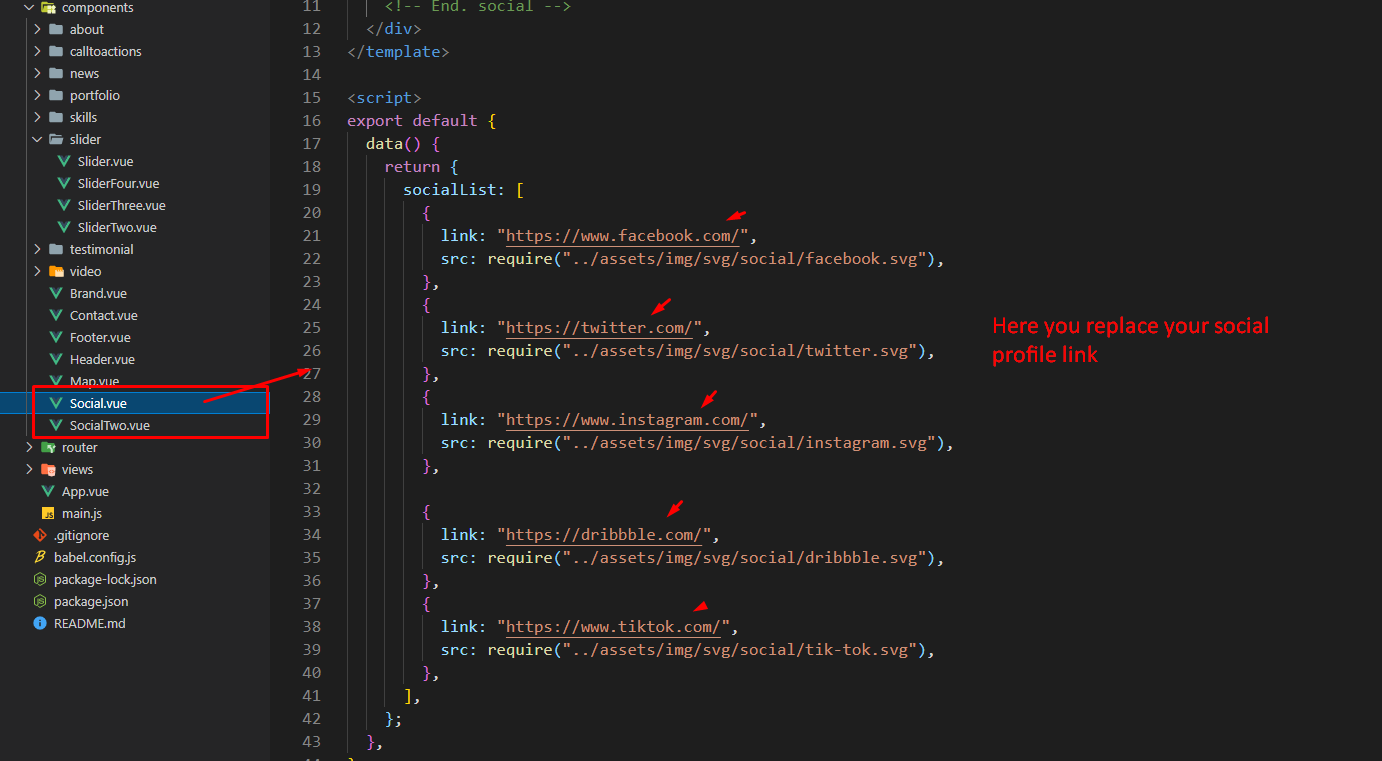 components
about
calltoactions
news
portfolio
skills
slider
Slider.vue
SliderFour.vue
SliderThree.vue
SliderTwo.vue
testimonial
video
Brand.vue
Contact.vue
Footer.vue
Header.vue
Map.vue
Social.vue
SocialTwo.vue
router
views
App.vue
JS main.js
.gitignore
babel.config.js
package-lock.json
package.json
README.md
11 <!-- End. social -->
12 </div>
13 </template>
14
15 <script>
16 export default {
17 data() {
18 return {
19 socialList: [
20 {
21 link: "https://www.facebook.com/",
22 src: require("../assets/img/svg/social/facebook.svg"),
23 },
24 {
25 link: "https://twitter.com/",
26 src: require("../assets/img/svg/social/twitter.svg"),
27 },
28 {
29 link: "https://www.instagram.com/",
30 src: require("../assets/img/svg/social/instagram.svg"),
31 },
32
33 {
34 link: "https://dribbble.com/",
35 src: require("../assets/img/svg/social/dribbble.svg"),
36 },
37 {
38 link: "https://www.tiktok.com/",
39 src: require("../assets/img/svg/social/tik-tok.svg"),
40 },
41 ],
42 };
43 },
Here you replace your social
profile link